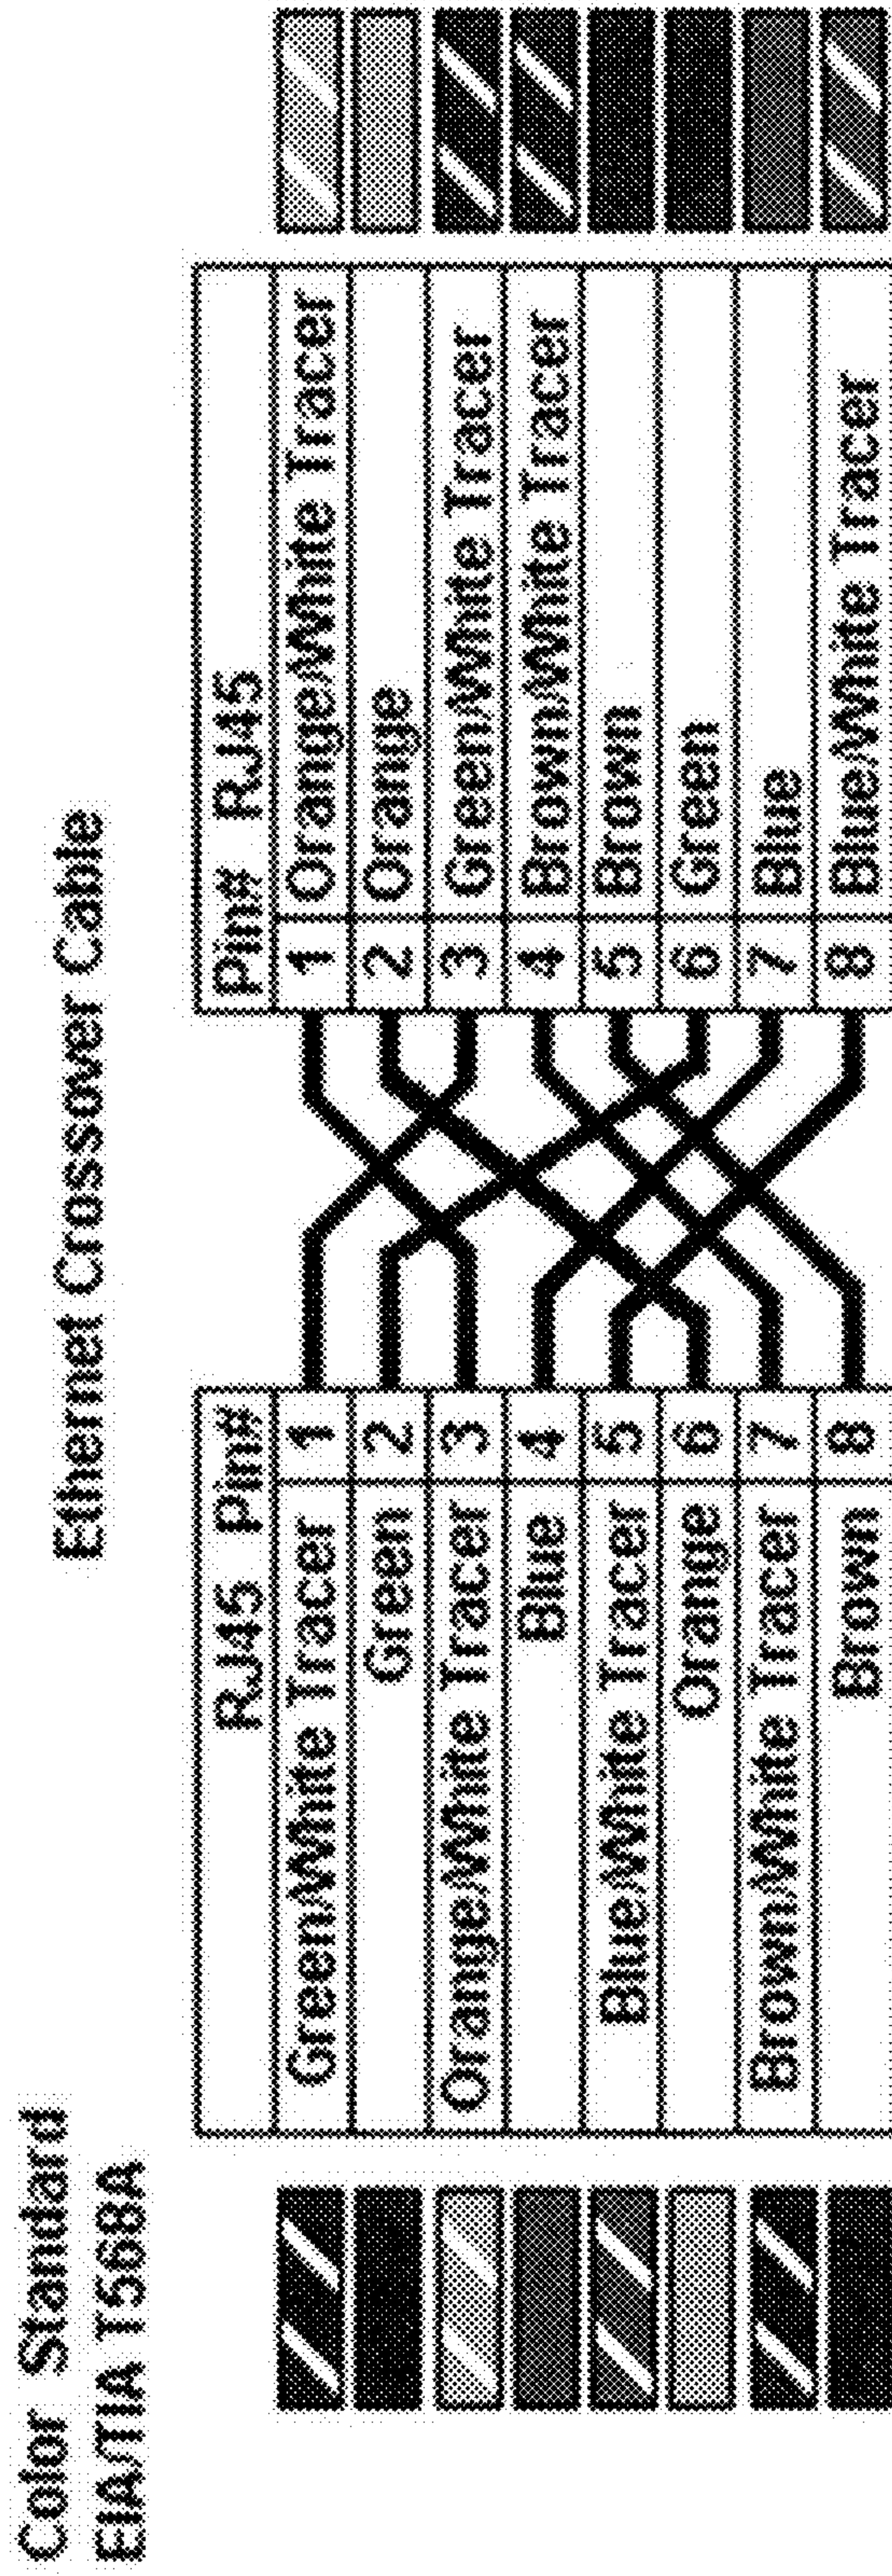 Color Standard
EIA/TIA T568A
Ethernet Crossover Cable
RJ45 Pin#
Green/White Tracer 1
Green 2
Orange/White Tracer 3
Blue 4
Blue/White Tracer 5
Orange 6
Brown/White Tracer 7
Brown 8
Pin# RJ45
1 Orange/White Tracer
2 Orange
3 Green/White Tracer
4 Brown/White Tracer
5 Brown
6 Green
7 Blue
8 Blue/White Tracer